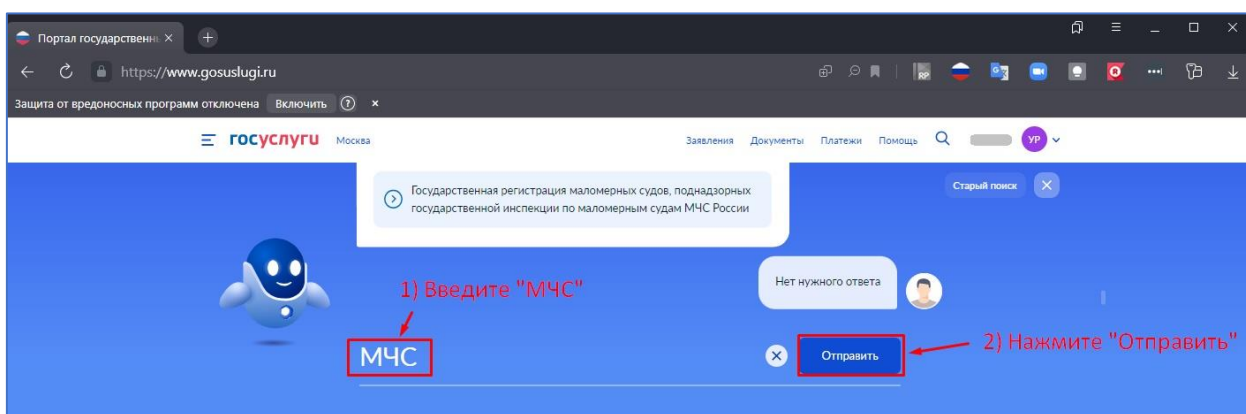 Портал государственн
https://www.gosuslugi.ru
RP
Защита от вредоносных программ отключена Включить ? ×
госуслуги Москва Заявления Документы Платежи Помощь УР
Старый поиск
Государственная регистрация маломерных судов, поднадзорных
государственной инспекции по маломерным судам МЧС России
Нет нужного ответа
1) Введите "МЧС"
2) Нажмите "Отправить"
МЧС
Отправить